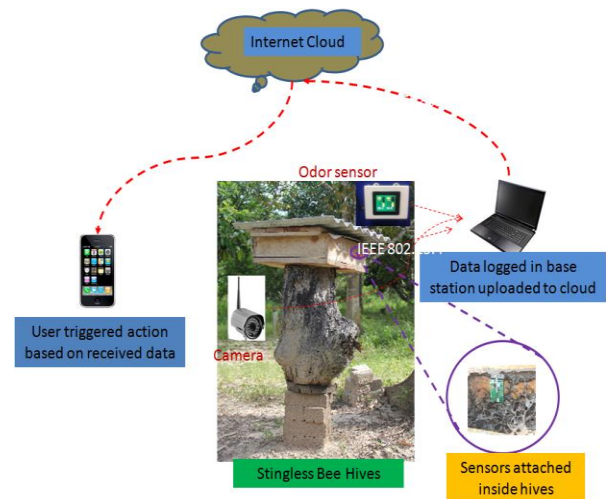 Internet Cloud
Odor sensor
User triggered action
based on received data
Camera
Data logged in base
station uploaded to cloud
Stingless Bee Hives
Sensors attached
inside hives
IEEE